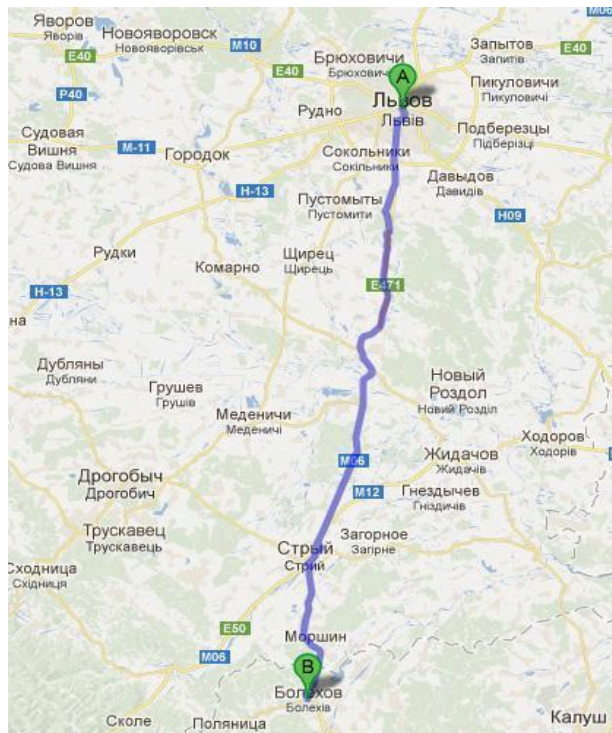 Яворов
Яворів
Новояворовск
Новояворівськ
M10
E40
E40
Брюховичи
Брюховичі
A
Запытов
Запитів
E40
P40
Рудно
Львов
Львів
Пикуловичи
Пикуловичі
Судовая
Вишня
Судова Вишня
M-11
Городок
Сокольники
Сокільники
Подберезцы
Підберізці
Давыдов
Давидів
H-13
Пустомыты
Пустомити
H09
Рудки
Комарно
Щирец
Щирець
E471
H-13
на
Дубляны
Дубляни
Грушев
Грушів
Меденичи
Меденичі
Новый
Роздол
Новий Розділ
Ходоров
Ходорів
Жидачов
Жидачів
M06
M12
Гнездычев
Гніздичів
Дрогобыч
Дрогобич
Трускавец
Трускавець
Стрый
Стрий
Загорное
Загірне
Сходница
Східниця
E50
M06
Моршин
B
Болехов
Болехів
Сколе
Поляница
Калуш